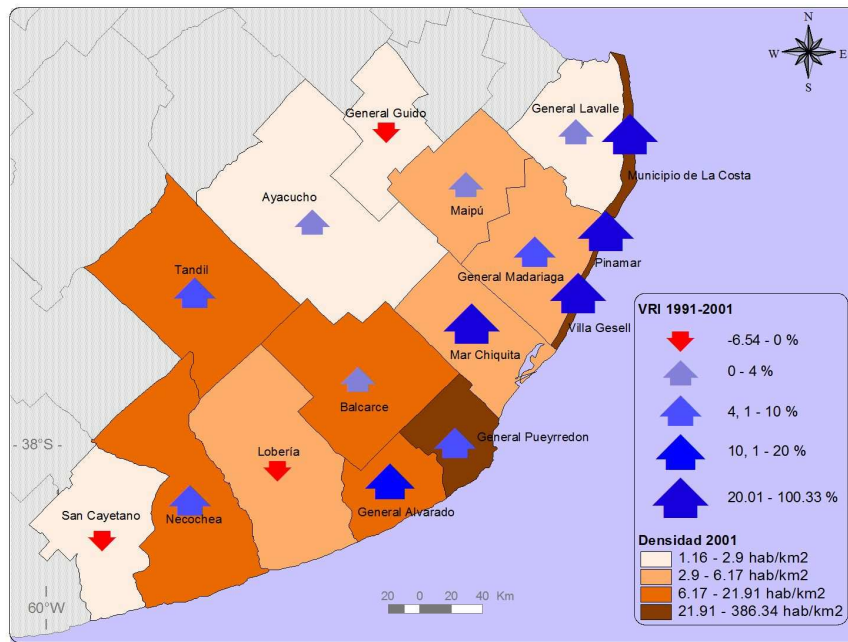 N
W
E
S
General Guido
General Lavalle
Municipio de La Costa
Ayacucho
Maipú
Tandil
General Madariaga
Pinamar
Villa Gesell
Mar Chiquita
Balcarce
General Pueyrredon
Lobería
General Alvarado
San Cayetano
Necochea
- 38°S -
60°W
20 0 20 40 Km
VRI 1991-2001
-6.54 - 0 %
0 - 4 %
4, 1 - 10 %
10, 1 - 20 %
20.01 - 100.33 %
Densidad 2001
1.16 - 2.9 hab/km2
2.9 - 6.17 hab/km2
6.17 - 21.91 hab/km2
21.91 - 386.34 hab/km2